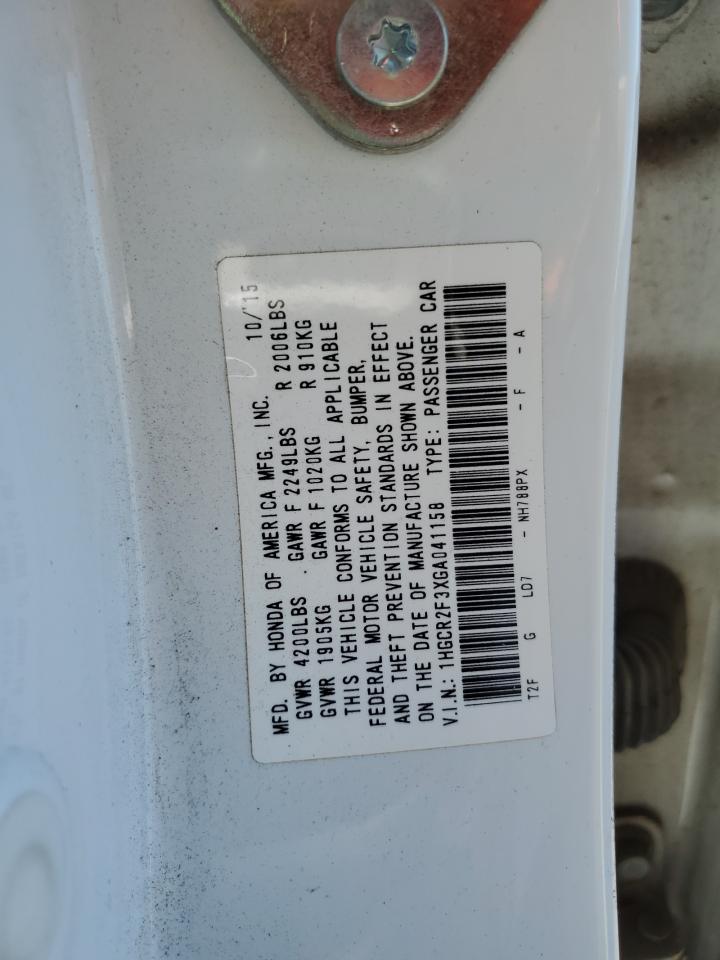 MFD. BY HONDA OF AMERICA MFG., INC. 10/'15
GVWR 4200LBS GAWR F 2249LBS R 2006LBS
GVWR 1905KG GAWR F 1020KG R 910KG
THIS VEHICLE CONFORMS TO ALL APPLICABLE
FEDERAL MOTOR VEHICLE SAFETY, BUMPER,
AND THEFT PREVENTION STANDARDS IN EFFECT
ON THE DATE OF MANUFACTURE SHOWN ABOVE.
V.I.N.: 1HGCR2F3XGA041158 TYPE: PASSENGER CAR
T2F G LD7 - NH788PX - F - A